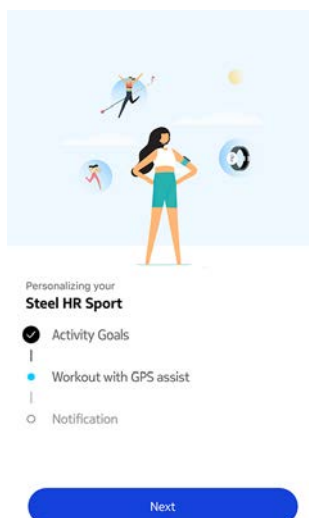 Personalizing your
Steel HR Sport
Activity Goals
Workout with GPS assist
Notification
Next